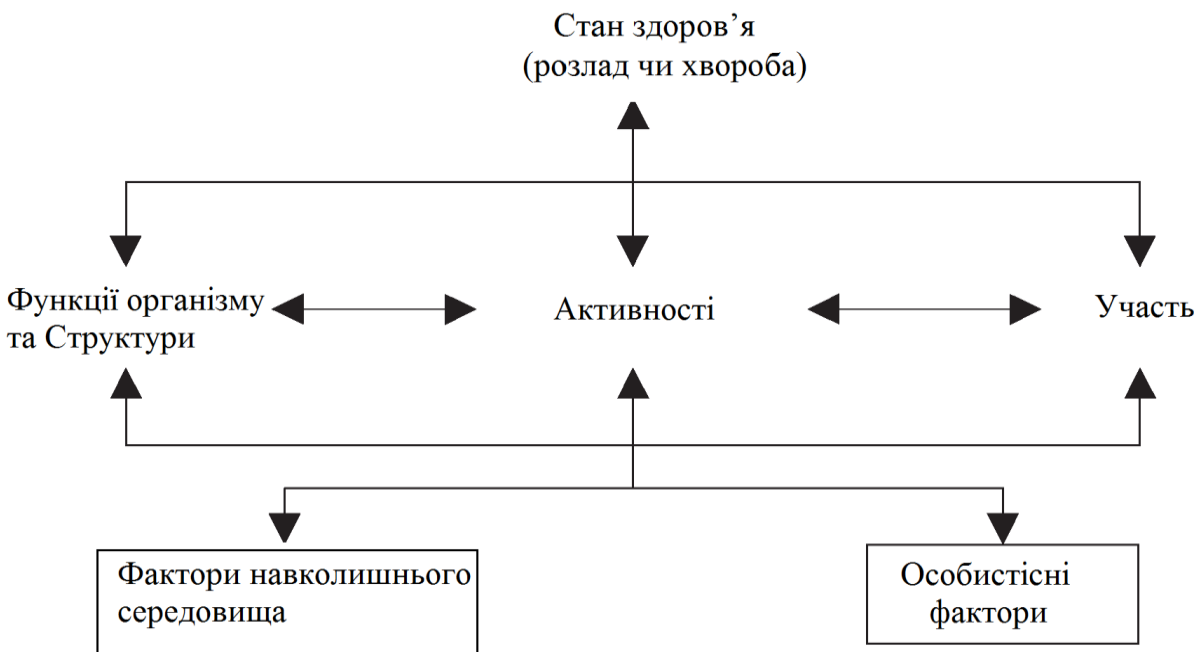 Стан здоров’я
(розлад чи хвороба)
Функції організму
та Структури
Активності
Участь
Фактори навколишнього
середовища
Особистісні
фактори